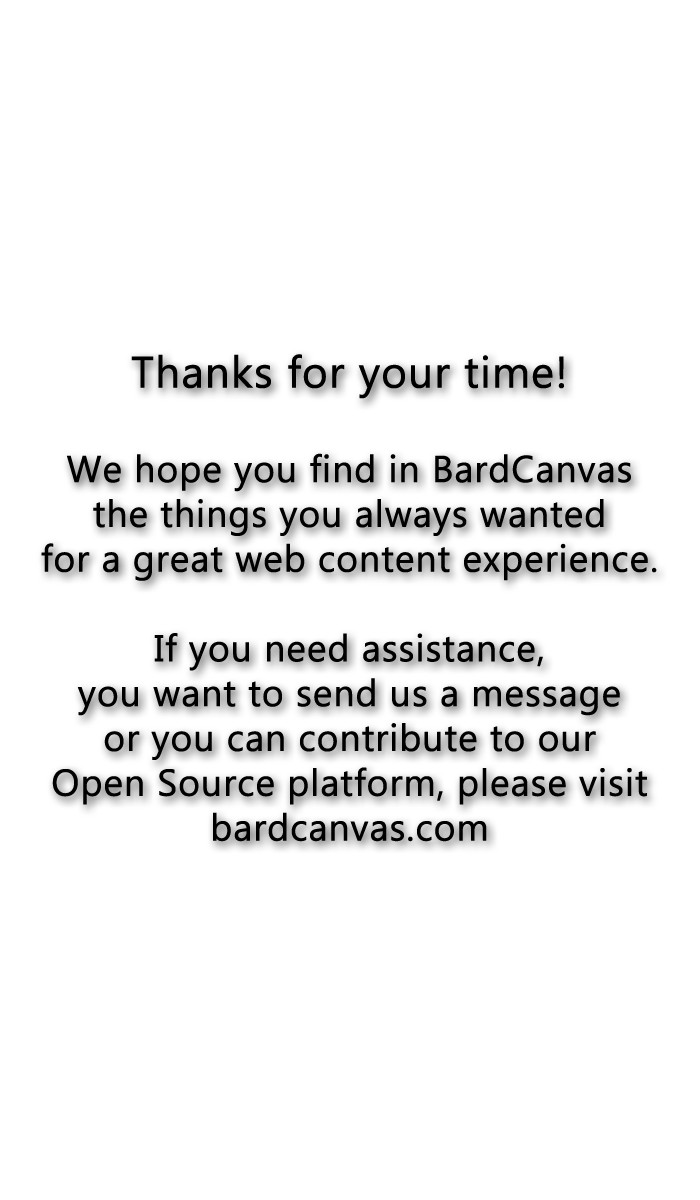 Thanks for your time!
We hope you find in BardCanvas
the things you always wanted
for a great web content experience.
If you need assistance,
you want to send us a message
or you can contribute to our
Open Source platform, please visit
bardcanvas.com